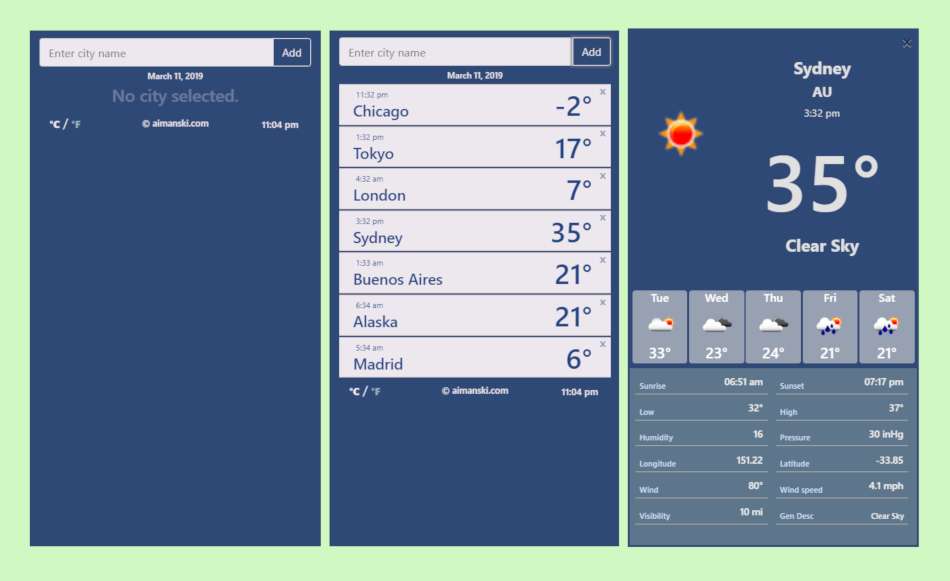 Enter city name Add
March 11, 2019
No city selected.
°C / °F © aimanski.com 11:04 pm
Enter city name Add
March 11, 2019
11:32 pm x
Chicago -2°
1:32 pm x
Tokyo 17°
4:32 am x
London 7°
3:32 pm x
Sydney 35°
1:33 am x
Buenos Aires 21°
6:34 am x
Alaska 21°
5:34 am x
Madrid 6°
°C / °F © aimanski.com 11:04 pm
x
Sydney
AU
3:32 pm
35°
Clear Sky
Tue Wed Thu Fri Sat
33° 23° 24° 21° 21°
Sunrise 06:51 am Sunset 07:17 pm
Low 32° High 37°
Humidity 16 Pressure 30 inHg
Longitude 151.22 Latitude -33.85
Wind 80° Wind speed 4.1 mph
Visibility 10 mi Gen Desc Clear Sky